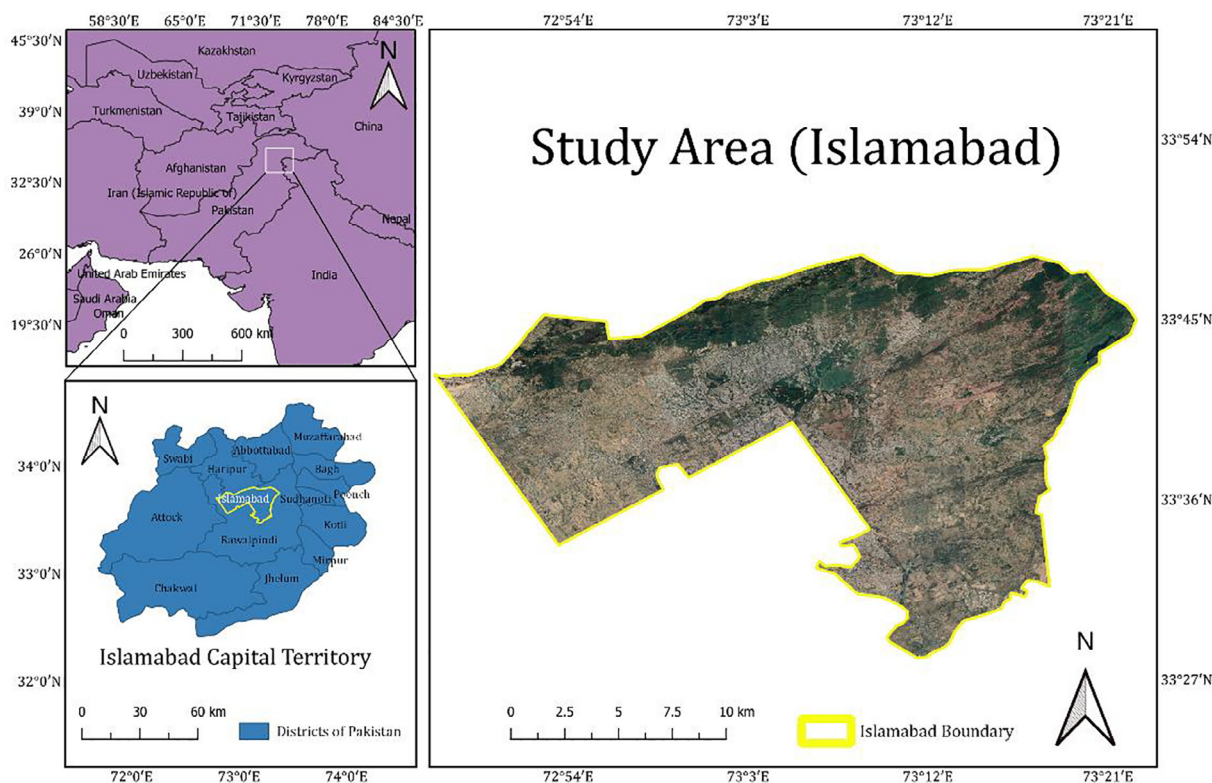 58°30′E 65°0′E 71°30′E 78°0′E 84°30′E
45°30′N
39°0′N
32°30′N
26°0′N
19°30′N
N
Kazakhstan
Uzbekistan
Kyrgyzstan
Turkmenistan
Tajikistan
China
Afghanistan
Iran (Islamic Republic of)
Pakistan
Nepal
United Arab Emirates
India
Saudi Arabia
Oman
0 300 600 km
N
34°0′N
33°0′N
32°0′N
Muzaffarabad
Abbottabad
Swabi
Haripur
Bagh
Islamabad
Sudhanoti
Poonch
Attock
Kotli
Rawalpindi
Mirpur
Jhelum
Chakwal
Islamabad Capital Territory
0 30 60 km
Districts of Pakistan
72°0′E 73°0′E 74°0′E
72°54′E 73°3′E 73°12′E 73°21′E
Study Area (Islamabad)
33°54′N
33°45′N
33°36′N
33°27′N
N
0 2.5 5 7.5 10 km
Islamabad Boundary
72°54′E 73°3′E 73°12′E 73°21′E